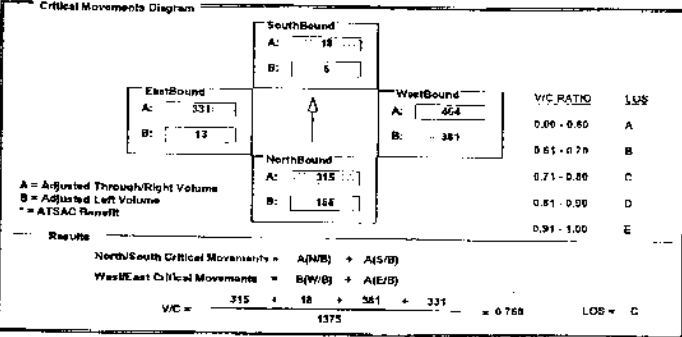 Critical Movements Diagram
SouthBound
A: 18
B:
EastBound
A: 331
B: 13
WestBound
A: 464
B: 381
NorthBound
A: 315
B:
V/C RATIO LOS
0.00 - 0.60 A
0.61 - 0.70 B
0.71 - 0.80 C
0.81 - 0.90 D
0.91 - 1.00 E
A = Adjusted Through/Right Volume
B = Adjusted Left Volume
* = ATSAC Benefit
Results
North/South Critical Movements = A(N/B) + A(S/B)
West/East Critical Movements = B(W/B) + A(E/B)
V/C = 315 + 18 + 381 + 331 = 0.760 LOS = C
1375